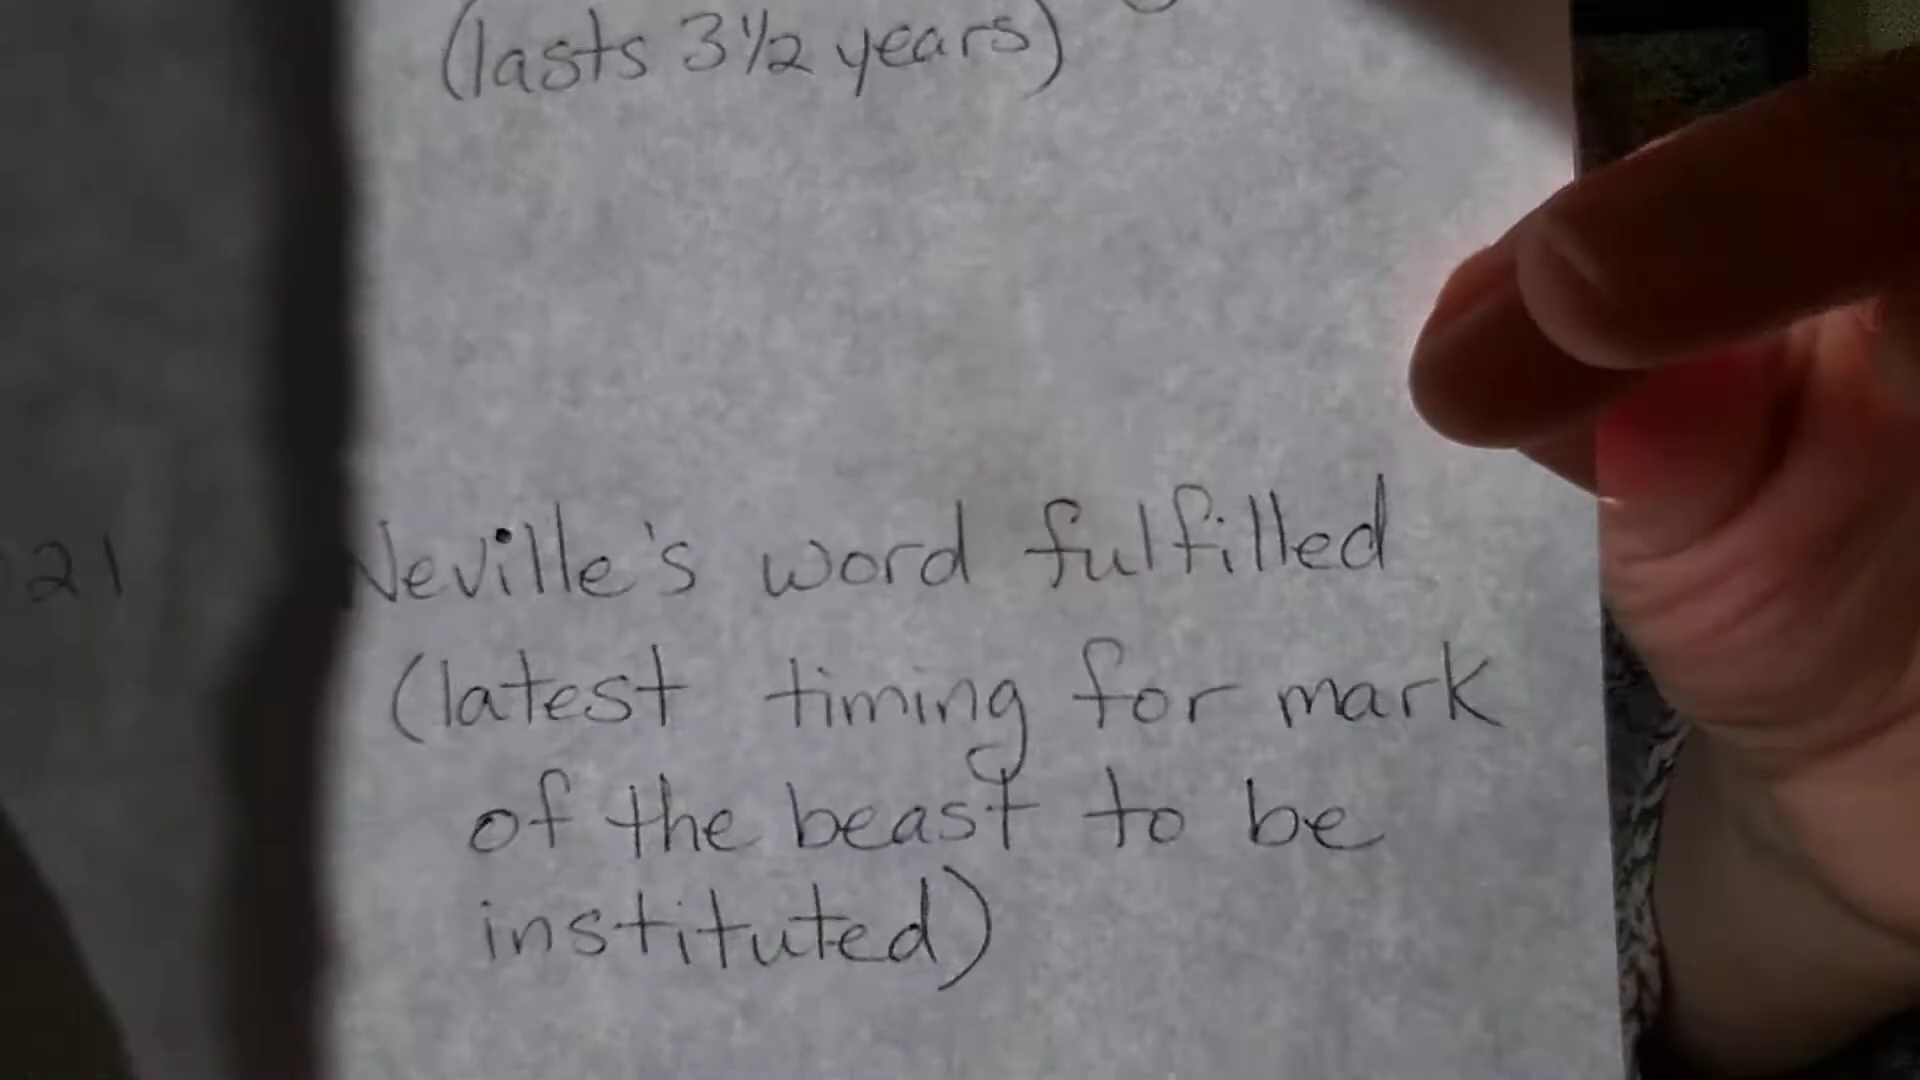 (lasts 3½ years)
21 Neville's word fulfilled
(latest timing for mark
of the beast to be
instituted)